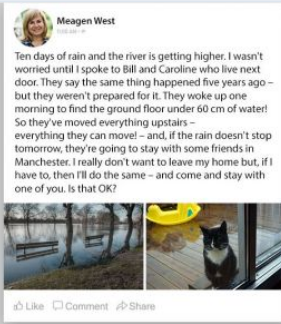 Meagen West
Ten days of rain and the river is getting higher. I wasn't
worried until I spoke to Bill and Caroline who live next
door. They say the same thing happened five years ago –
but they weren't prepared for it. They woke up one
morning to find the ground floor under 60 cm of water!
So they've moved everything upstairs –
everything they can move! – and, if the rain doesn't stop
tomorrow, they're going to stay with some friends in
Manchester. I really don't want to leave my home but, if I
have to, then I'll do the same – and come and stay with
one of you. Is that OK?
Like Comment Share